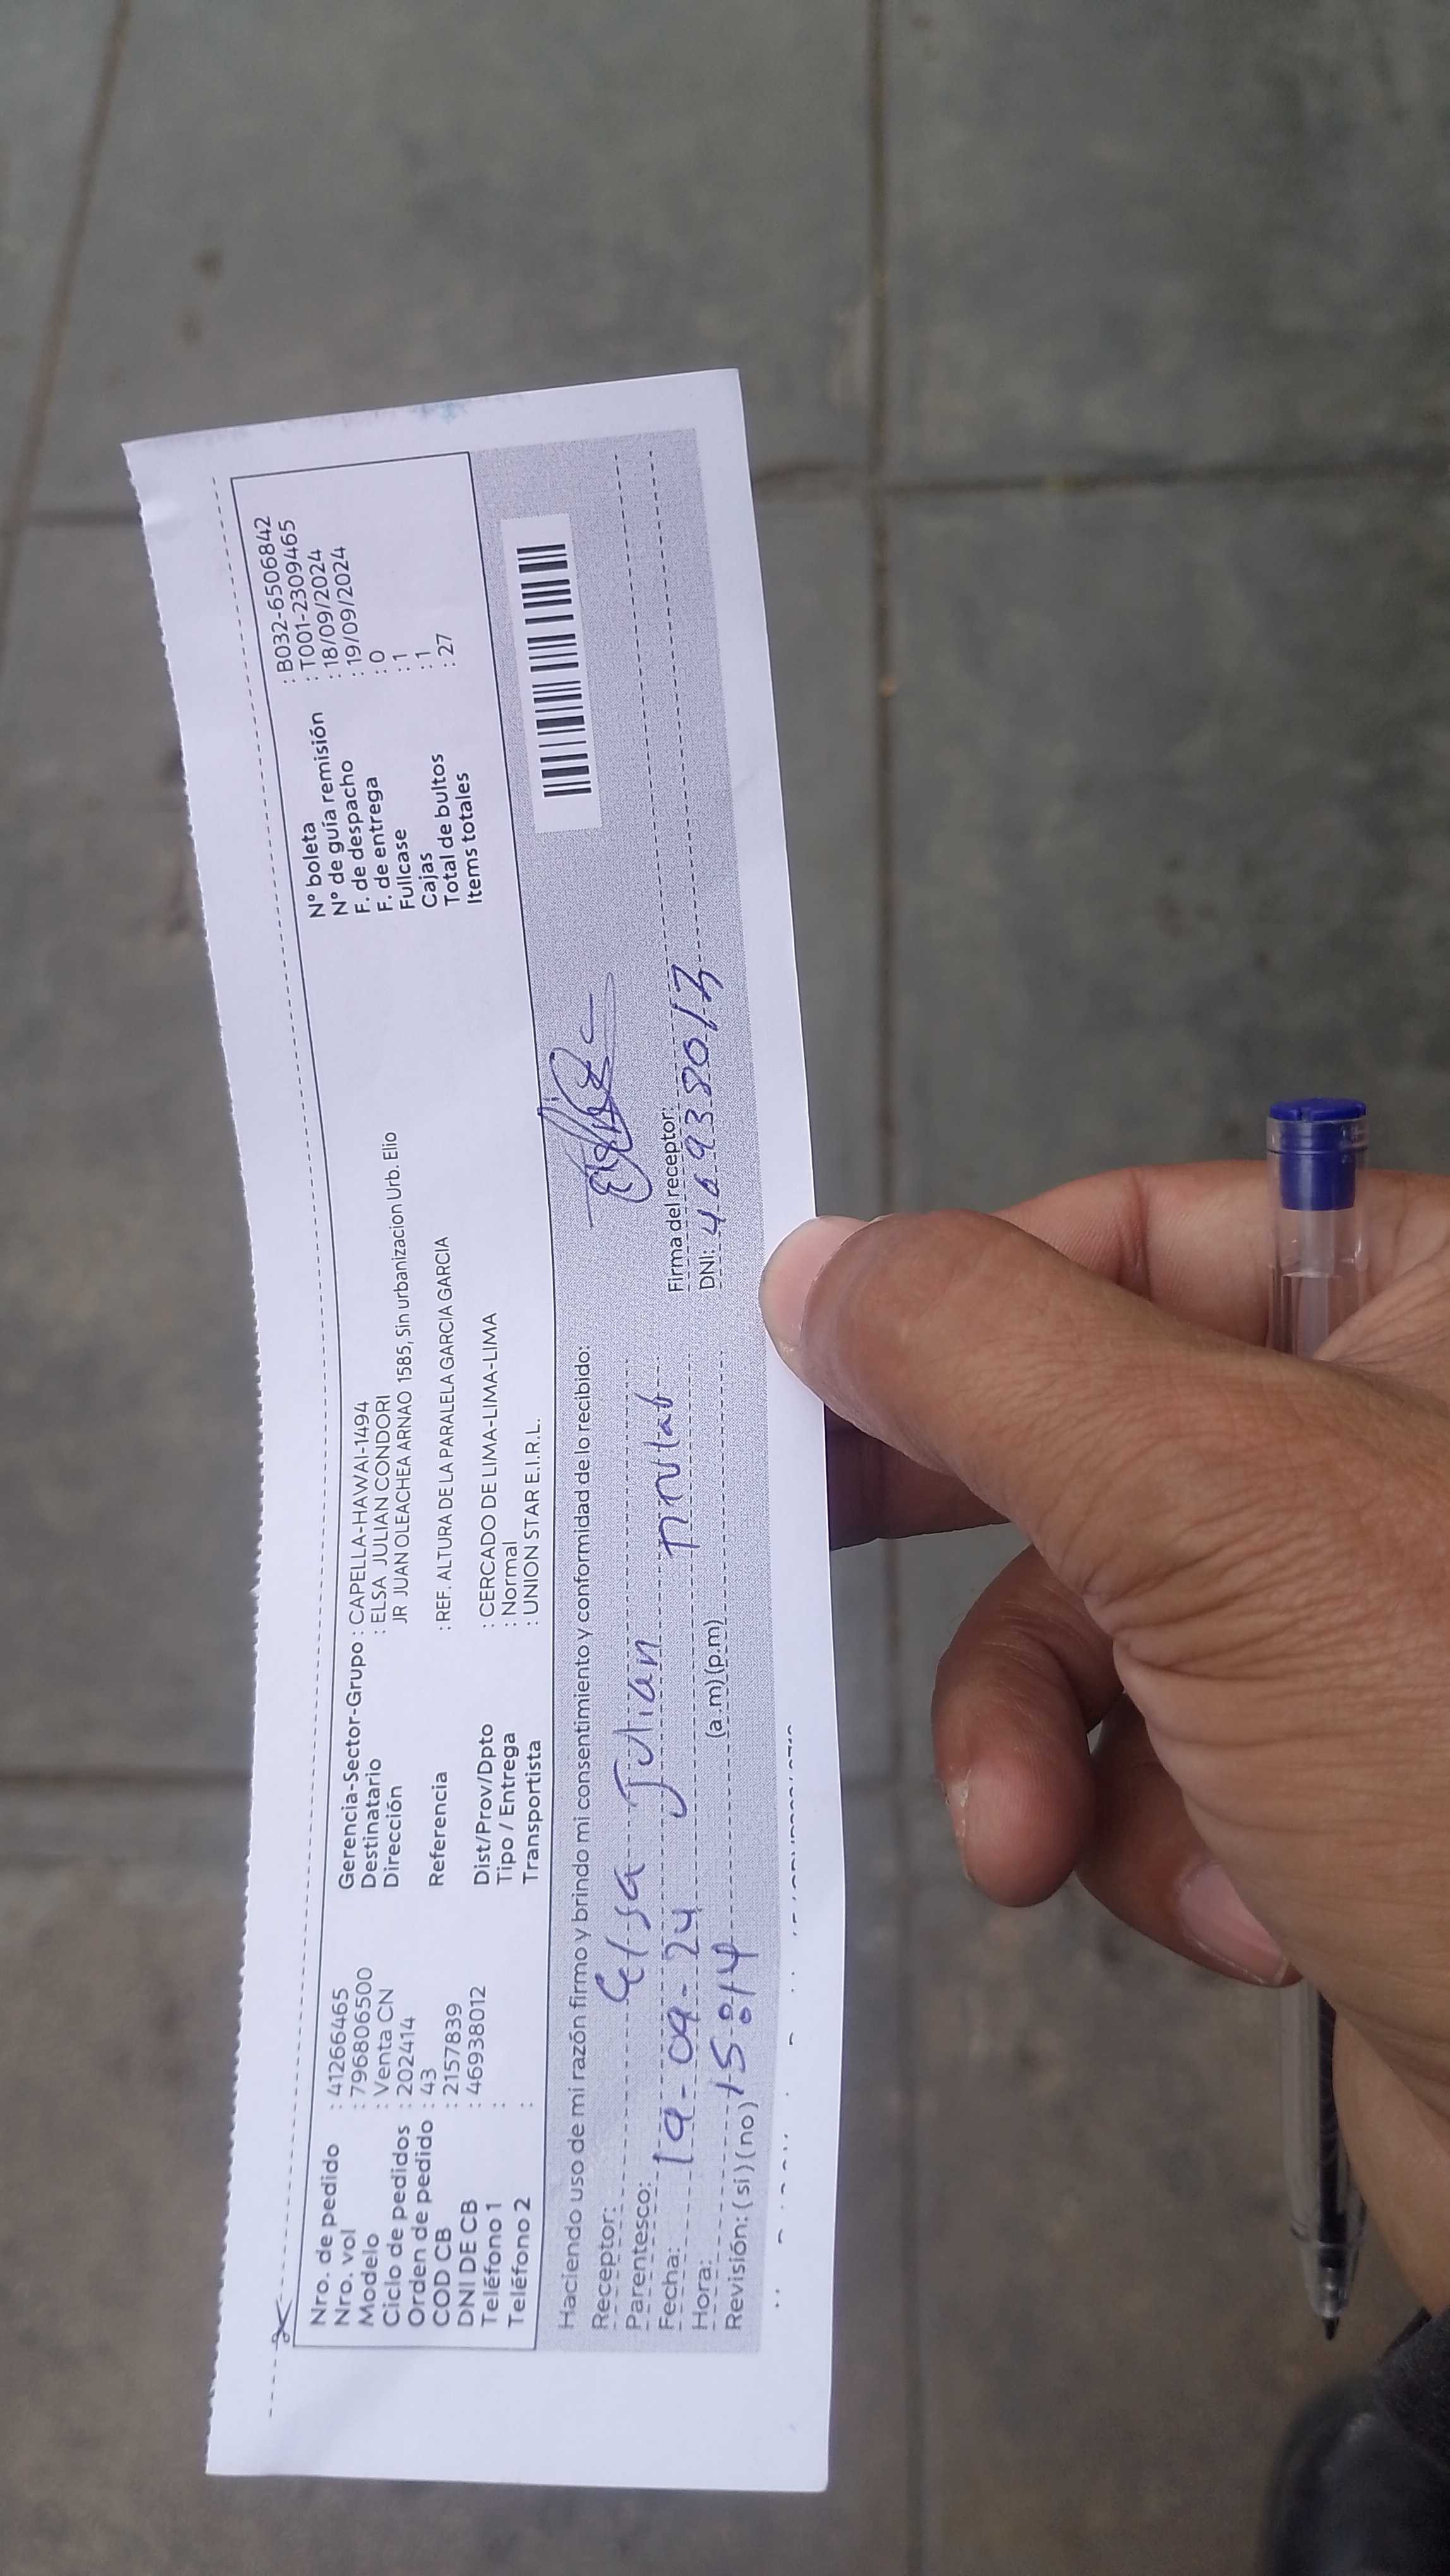 Nro. de pedido : 41266465
Nro. vol : 796806500
Modelo : Venta CN
Ciclo de pedidos : 202414
Orden de pedido : 43
COD CB : 2157839
DNI DE CB : 46938012
Teléfono 1 :
Teléfono 2 :
Gerencia-Sector-Grupo : CAPELLA-HAWAI-1494
Destinatario : ELSA JULIAN CONDORI
Dirección JR JUAN OLEACHEA ARNAO 1585, Sin urbanizacion Urb. Elio
Referencia : REF. ALTURA DE LA PARALELA GARCIA GARCIA
Dist/Prov/Dpto : CERCADO DE LIMA-LIMA-LIMA
Tipo / Entrega : Normal
Transportista : UNION STAR E.I.R.L.
N° boleta : B032-6506842
N° de guía remisión : T001-2309465
F. de despacho : 18/09/2024
F. de entrega : 19/09/2024
Fullcase : 0
Cajas : 1
Total de bultos : 1
Items totales : 27
Haciendo uso de mi razón firmo y brindo mi consentimiento y conformidad de lo recibido:
Receptor: Elsa Julian
Parentesco:
Fecha: 19-09-24
Hora: 15:14 (a.m) (p.m)
Revisión: (sí) (no)
Firma del receptor:
DNI: 46938013